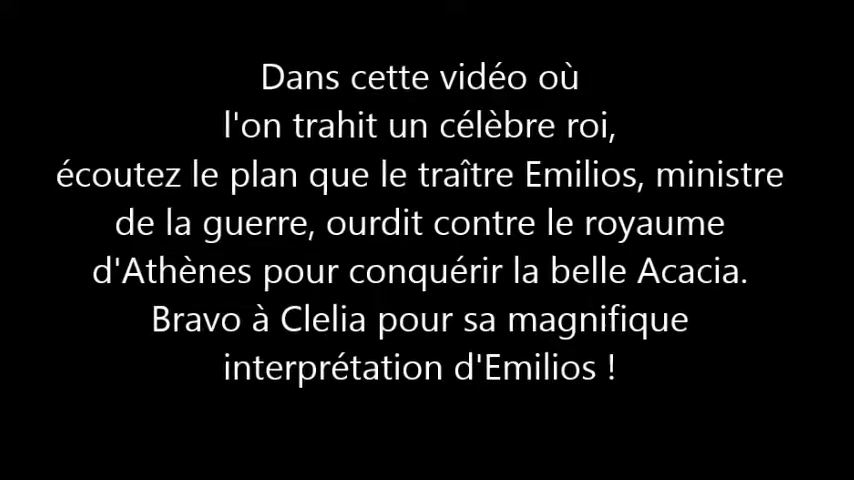 Dans cette vidéo où
l'on trahit un célèbre roi,
écoutez le plan que le traître Emilios, ministre
de la guerre, ourdit contre le royaume
d'Athènes pour conquérir la belle Acacia.
Bravo à Clelia pour sa magnifique
interprétation d'Emilios !